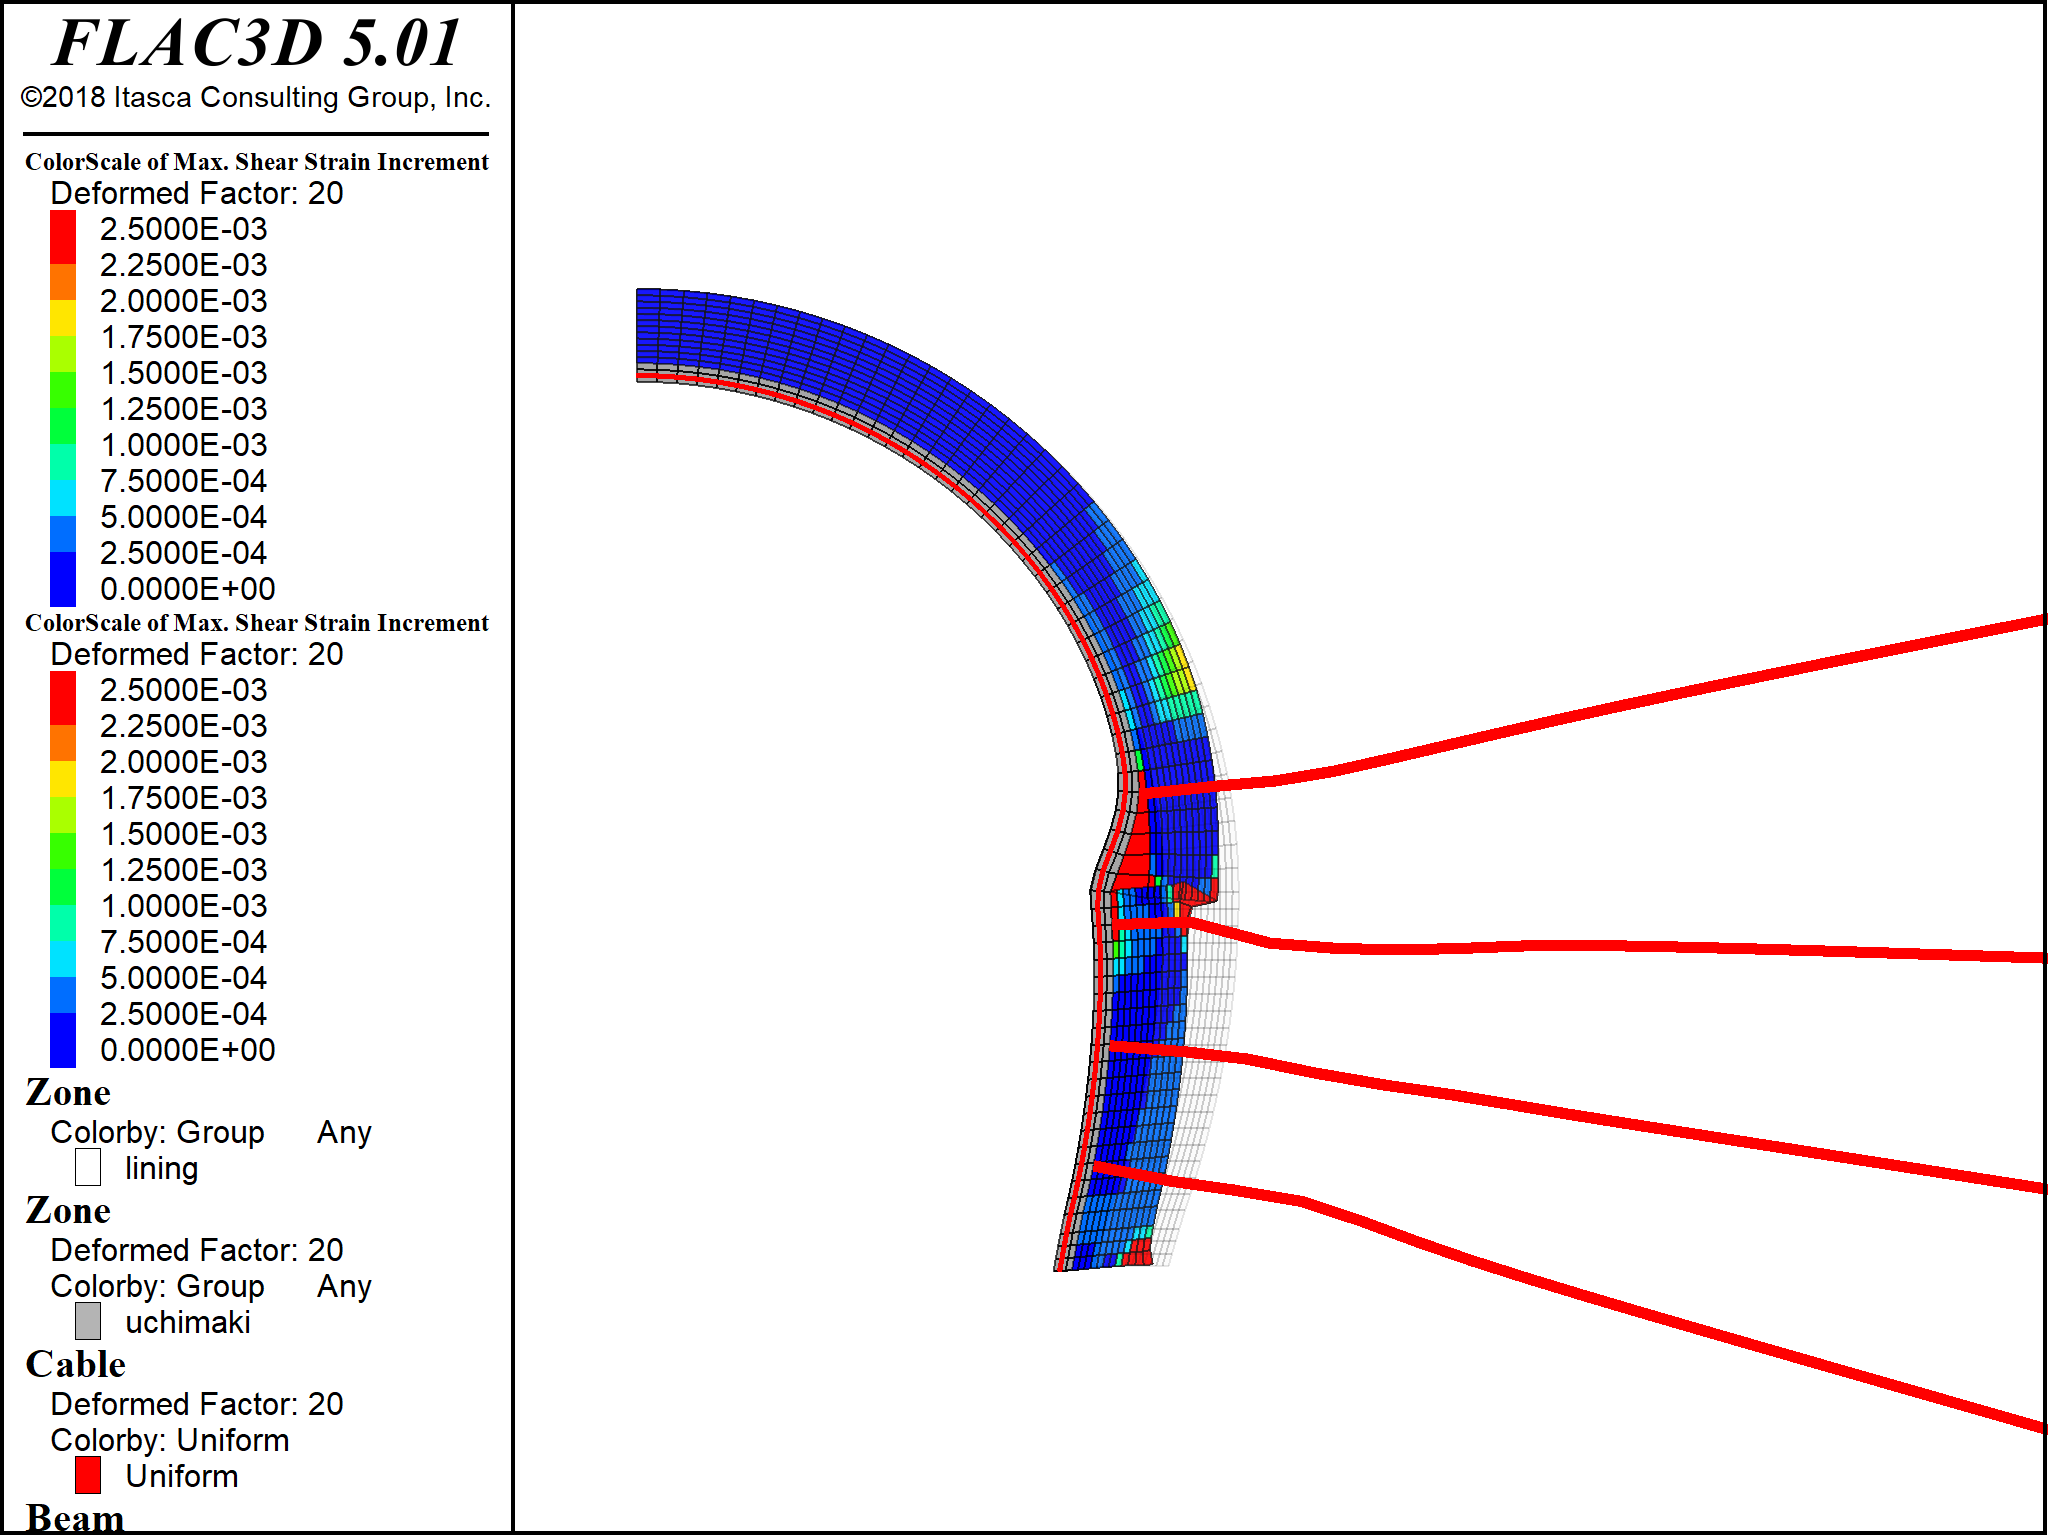 FLAC3D 5.01
©2018 Itasca Consulting Group, Inc.
ColorScale of Max. Shear Strain Increment
Deformed Factor: 20
2.5000E-03
2.2500E-03
2.0000E-03
1.7500E-03
1.5000E-03
1.2500E-03
1.0000E-03
7.5000E-04
5.0000E-04
2.5000E-04
0.0000E+00
ColorScale of Max. Shear Strain Increment
Deformed Factor: 20
2.5000E-03
2.2500E-03
2.0000E-03
1.7500E-03
1.5000E-03
1.2500E-03
1.0000E-03
7.5000E-04
5.0000E-04
2.5000E-04
0.0000E+00
Zone
Colorby: Group Any
lining
Zone
Deformed Factor: 20
Colorby: Group Any
uchimaki
Cable
Deformed Factor: 20
Colorby: Uniform
Uniform
Beam